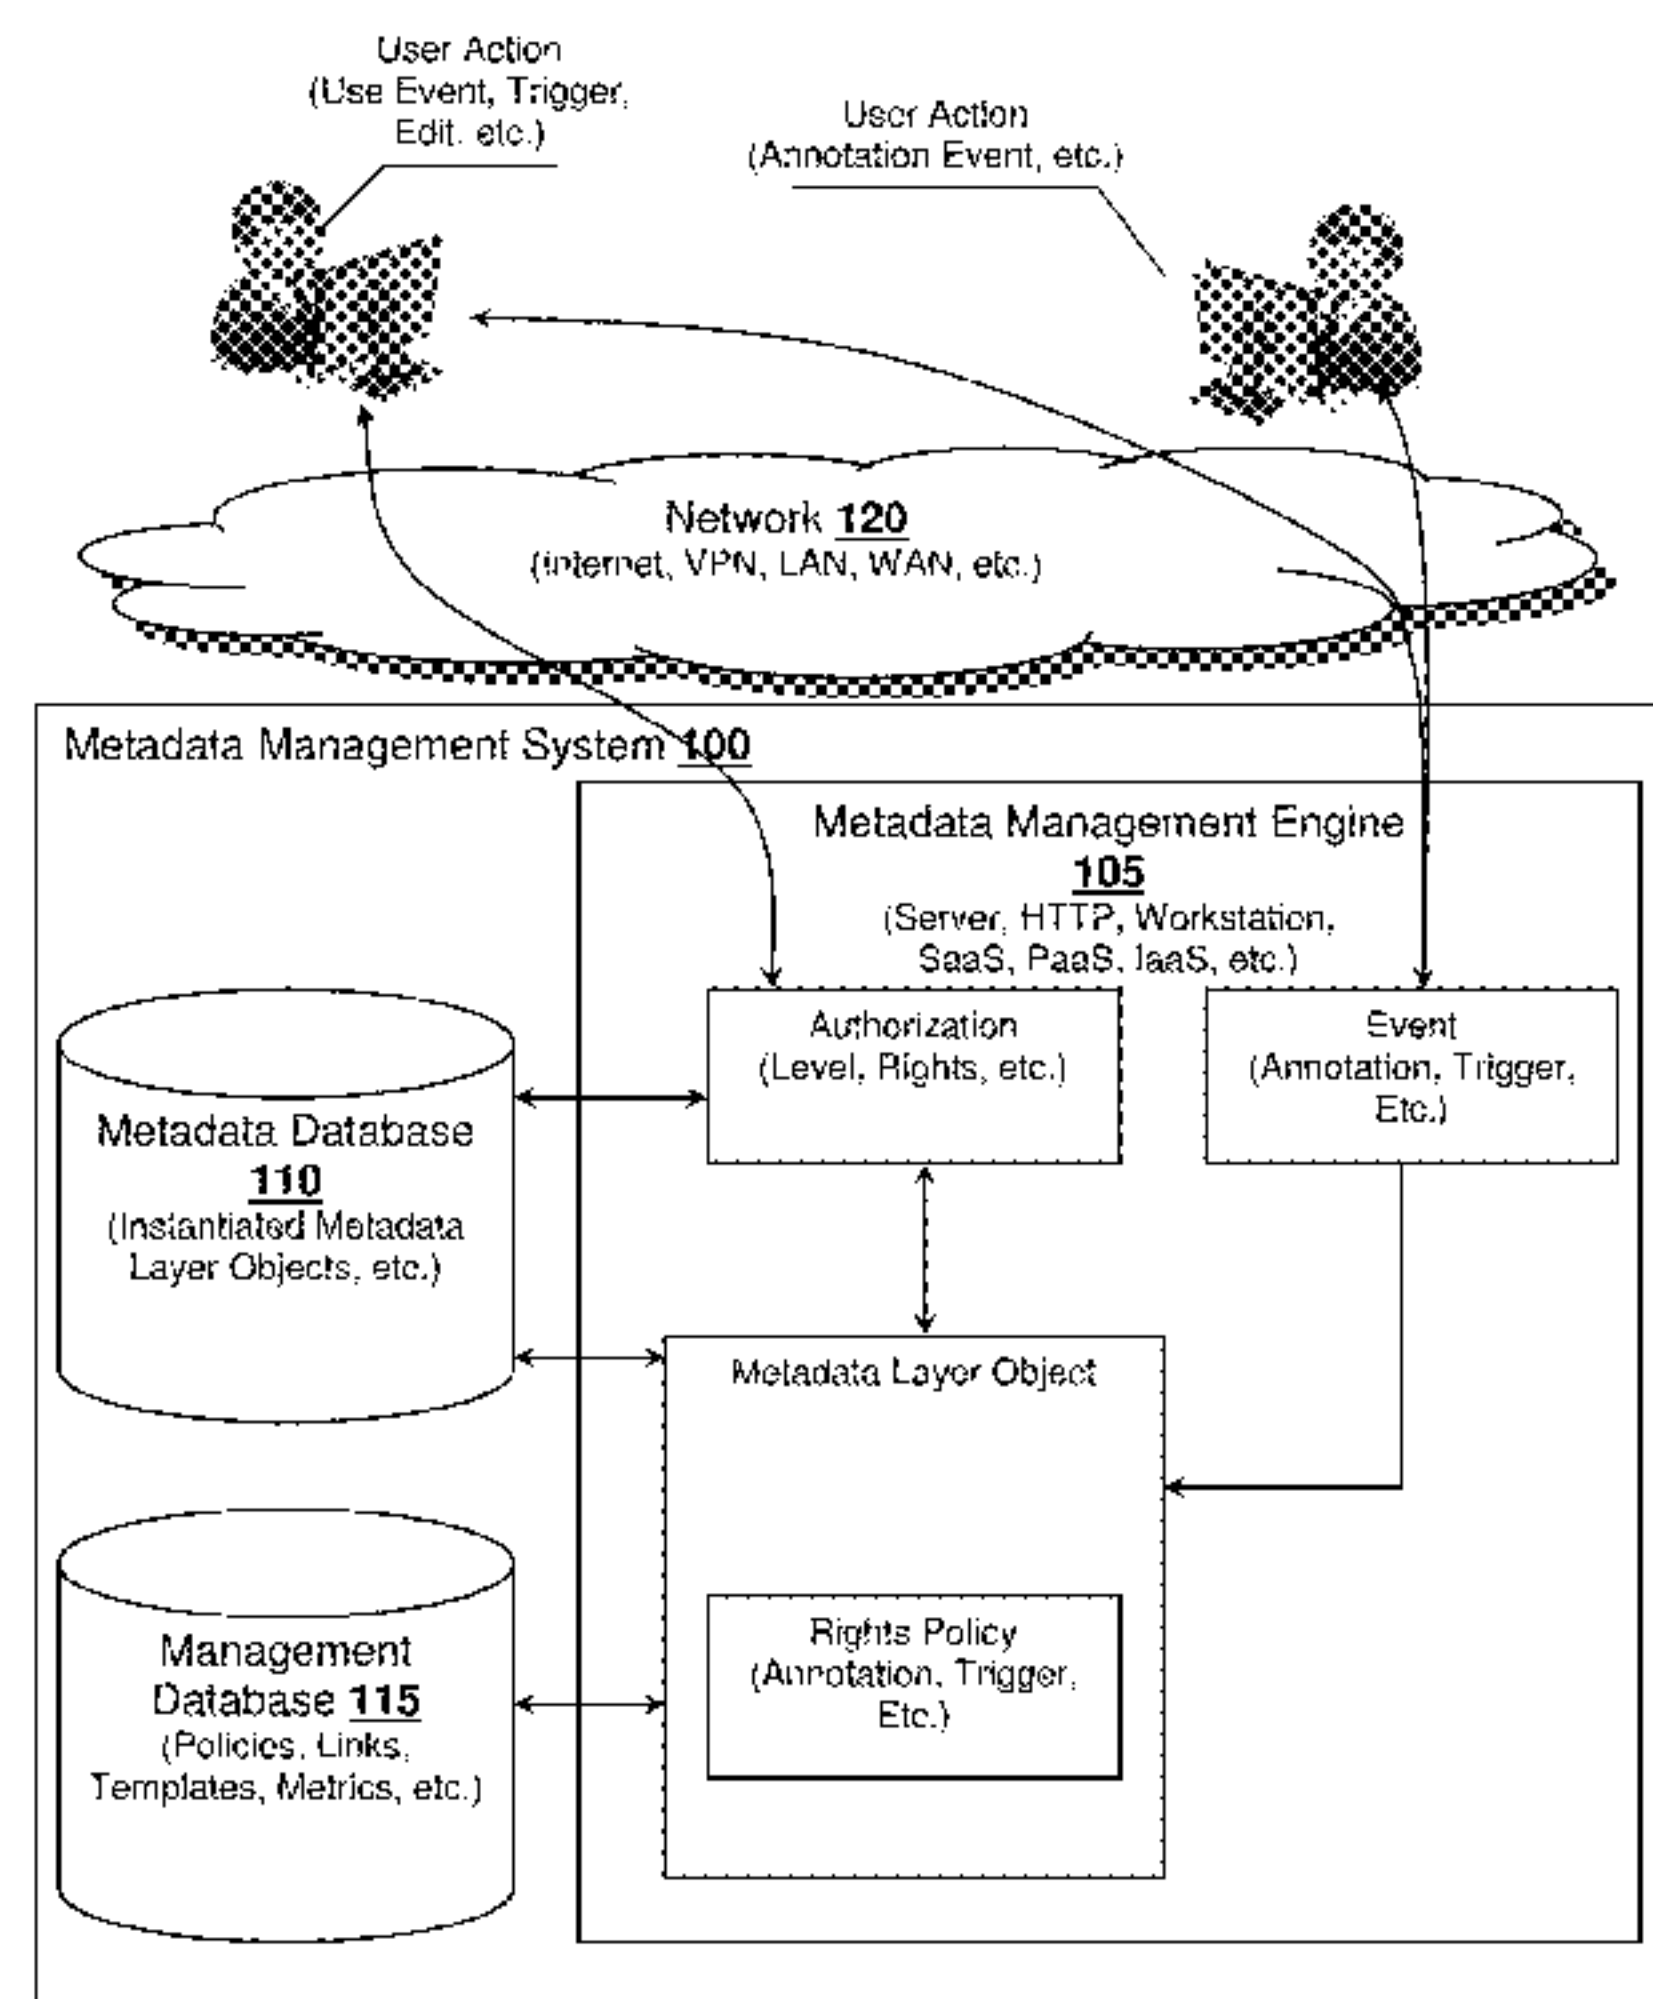 User Action
(Use Event, Trigger,
Edit. etc.)
User Action
(Annotation Event, etc.)
Network 120
(internet, VPN, LAN, WAN, etc.)
Metadata Management System 100
Metadata Management Engine
105
(Server, HTTP, Workstation,
SaaS, PaaS, IaaS, etc.)
Authorization
(Level, Rights, etc.)
Event
(Annotation, Trigger,
Etc.)
Metadata Database
110
(Instantiated Metadata
Layer Objects, etc.)
Metadata Layer Object
Rights Policy
(Annotation, Trigger,
Etc.)
Management
Database 115
(Policies, Links,
Templates, Metrics, etc.)